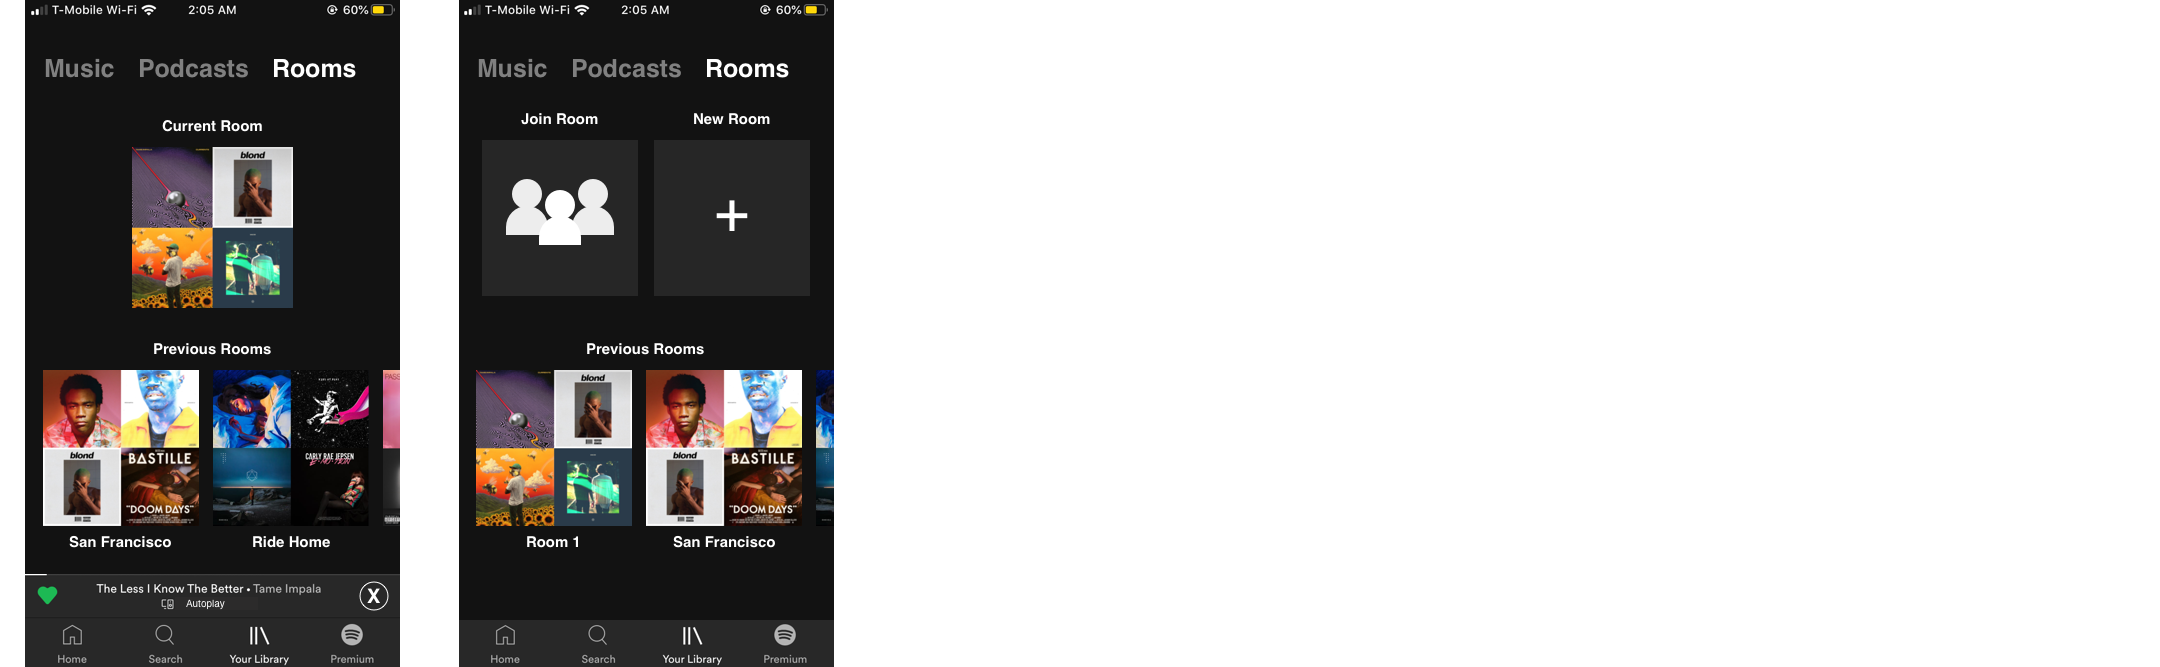 T-Mobile Wi-Fi 2:05 AM 60%
Music Podcasts Rooms
Current Room
blond
Previous Rooms
PASS
blond
BASTILLE
CARLY RAE JEPSEN
E•MO•TION
"DOOM DAYS"
San Francisco Ride Home
The Less I Know The Better • Tame Impala
X
Autoplay
Home Search Your Library Premium
T-Mobile Wi-Fi 2:05 AM 60%
Music Podcasts Rooms
Join Room New Room
+
Previous Rooms
blond
blond
BASTILLE
"DOOM DAYS"
Room 1 San Francisco
Home Search Your Library Premium